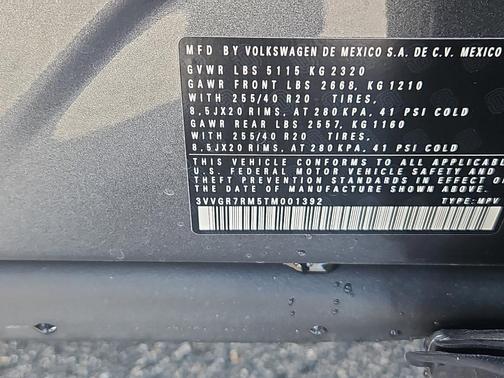 MFD BY VOLKSWAGEN DE MEXICO S.A. DE C.V. MEXICO
GVWR LBS 5115 KG 2320
GAWR FRONT LBS 2668, KG 1210
WITH 255/40 R20 TIRES,
8,5JX20 RIMS, AT 280 KPA, 41 PSI COLD
GAWR REAR LBS 2557, KG 1160
WITH 255/40 R20 TIRES,
8,5JX20 RIMS, AT 280 KPA, 41 PSI COLD
THIS VEHICLE CONFORMS TO ALL APPLICAB
U.S. FEDERAL MOTOR VEHICLE SAFETY AND
THEFT PREVENTION STANDARDS IN EFFECT O
THE DATE OF MANUFACTURE SHOWN ABOVE
3VVGR7RM5TM001392 TYPE: MPV